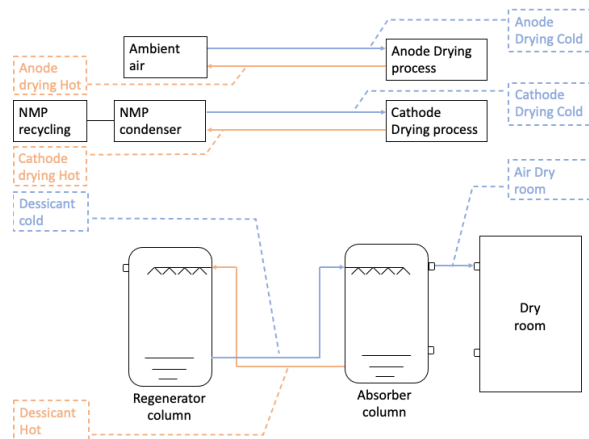 Anode
Drying Cold
Ambient
air
Anode Drying
process
Anode
drying Hot
Cathode
Drying Cold
NMP
recycling
NMP
condenser
Cathode
Drying process
Cathode
drying Hot
Air Dry
room
Dessicant
cold
Dry
room
Regenerator
column
Absorber
column
Dessicant
Hot